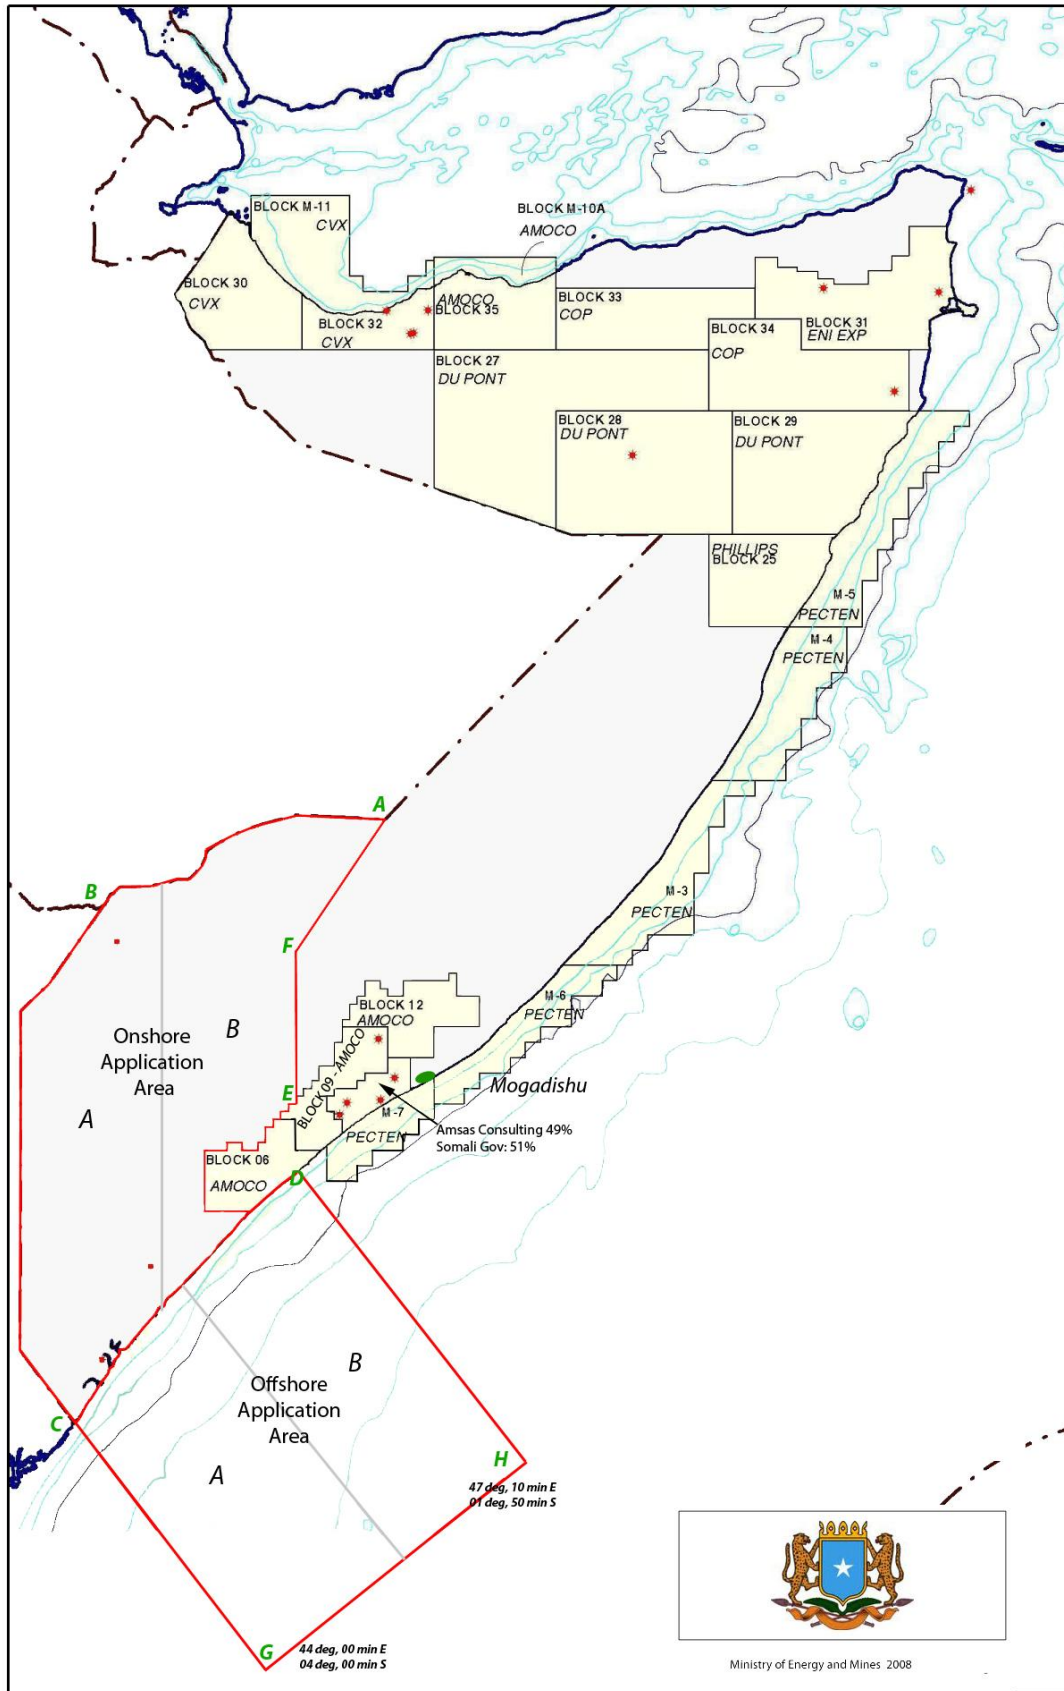 BLOCK M-11
CVX
BLOCK M-10A
AMOCO
BLOCK 30
CVX
BLOCK 32
CVX
AMOCO
BLOCK 35
BLOCK 33
COP
BLOCK 34
COP
BLOCK 31
ENI EXP
BLOCK 27
DU PONT
BLOCK 28
DU PONT
BLOCK 29
DU PONT
PHILLIPS
BLOCK 25
M-5
PECTEN
M-4
PECTEN
A
B
M-3
PECTEN
F
BLOCK 12
AMOCO
M-6
PECTEN
Onshore
Application
Area
B
BLOCK 09 - AMOCO
E
Mogadishu
A
M-7
PECTEN
Amsas Consulting 49%
Somali Gov: 51%
BLOCK 06
AMOCO
D
B
Offshore
Application
Area
C
A
H
47 deg, 10 min E
01 deg, 50 min S
G
44 deg, 00 min E
04 deg, 00 min S
Ministry of Energy and Mines 2008